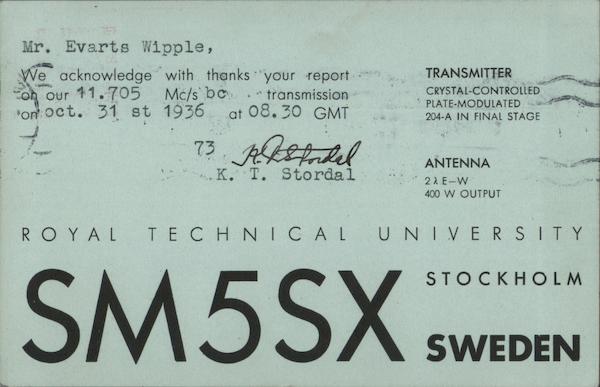 Mr. Evarts Wipple,
We acknowledge with thanks your report
on our 11.705 Mc/s bc transmission
on oct. 31 st 1936 at 08.30 GMT
73 K. T. Stordal
K. T. Stordal
TRANSMITTER
CRYSTAL-CONTROLLED
PLATE-MODULATED
204-A IN FINAL STAGE
ANTENNA
2 λ E–W
400 W OUTPUT
ROYAL TECHNICAL UNIVERSITY
SM5SX
STOCKHOLM
SWEDEN